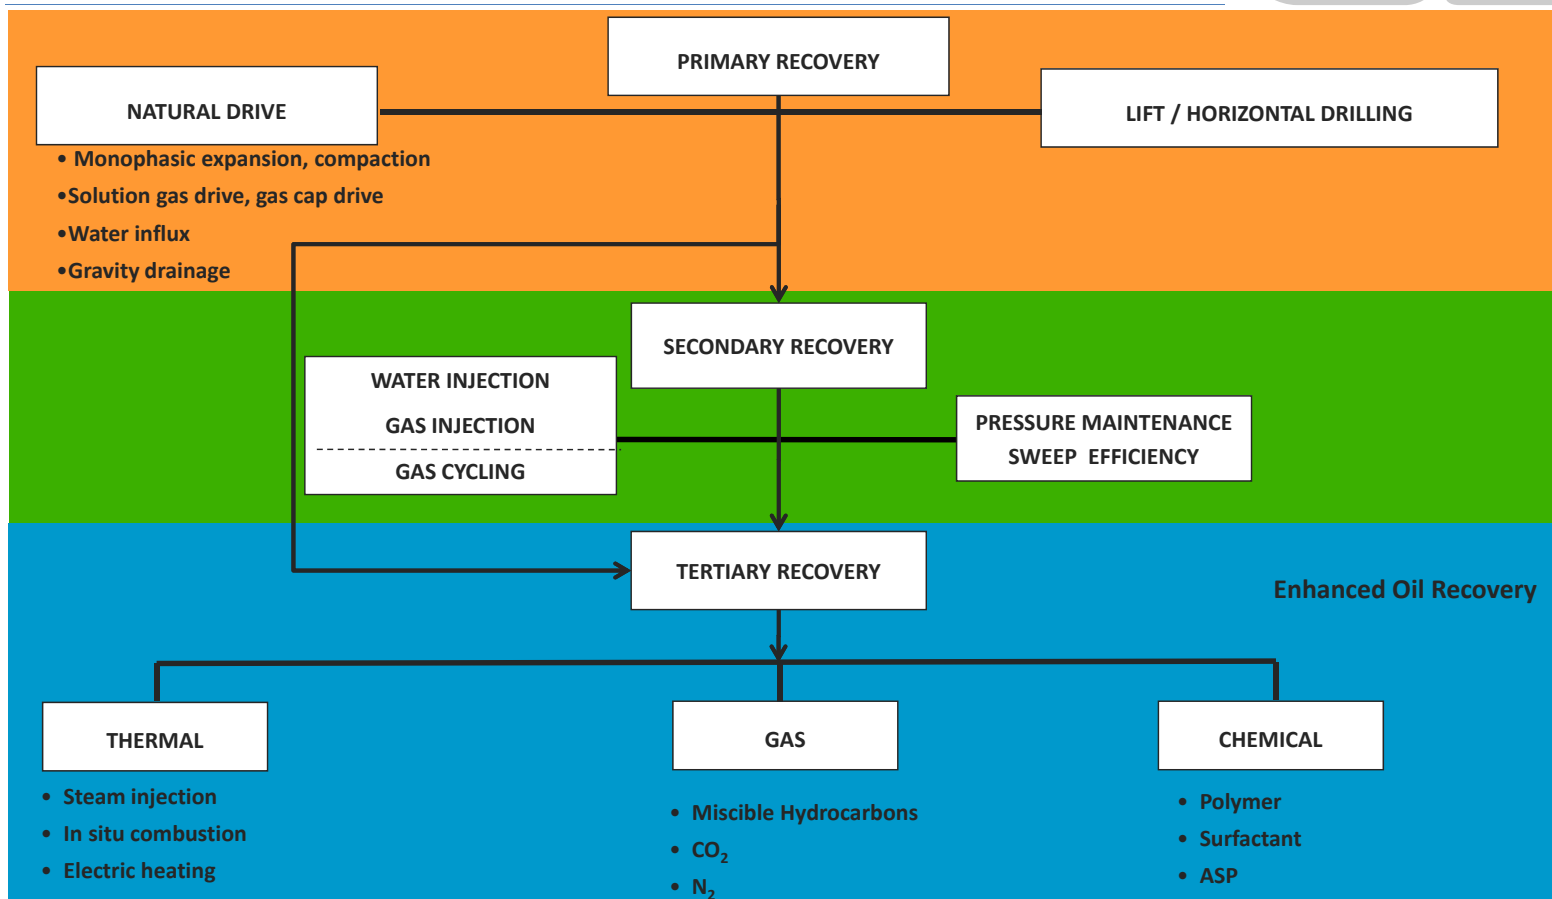 PRIMARY RECOVERY
NATURAL DRIVE
LIFT / HORIZONTAL DRILLING
• Monophasic expansion, compaction
•Solution gas drive, gas cap drive
•Water influx
•Gravity drainage
SECONDARY RECOVERY
WATER INJECTION
GAS INJECTION
GAS CYCLING
PRESSURE MAINTENANCE
SWEEP EFFICIENCY
TERTIARY RECOVERY
Enhanced Oil Recovery
THERMAL
• Steam injection
• In situ combustion
• Electric heating
GAS
• Miscible Hydrocarbons
• CO₂
• N₂
CHEMICAL
• Polymer
• Surfactant
• ASP